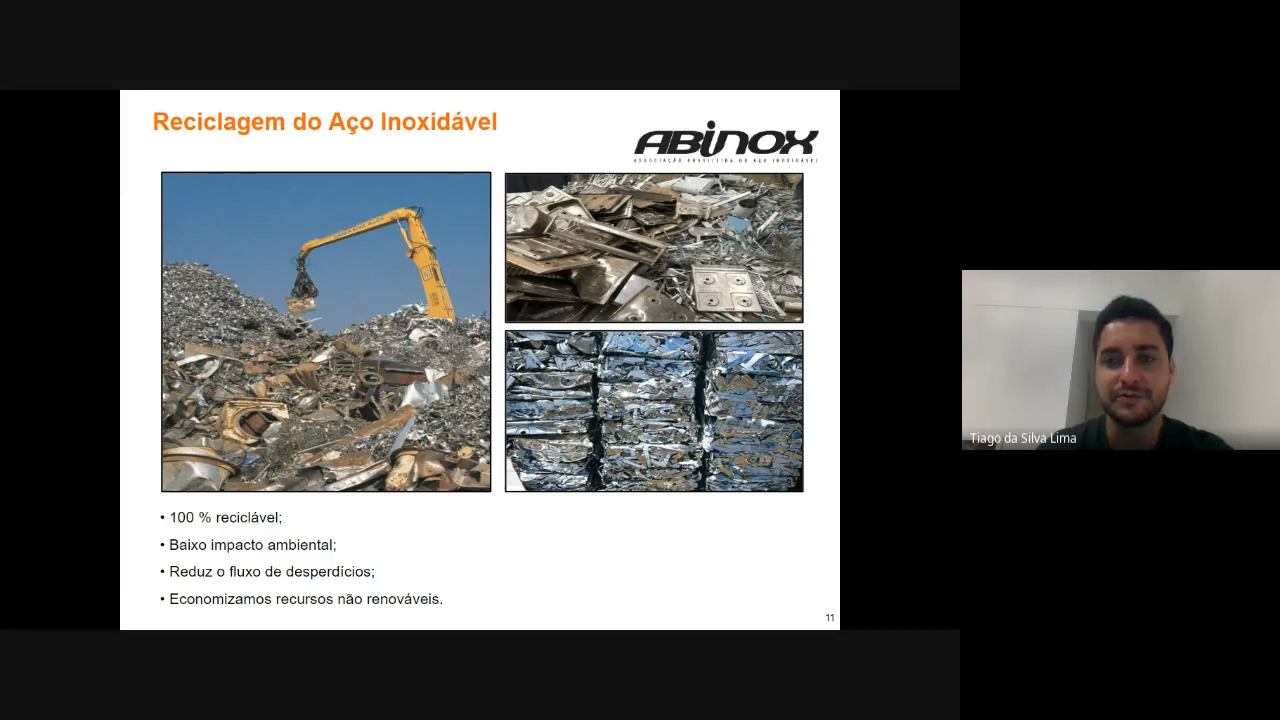 Reciclagem do Aço Inoxidável
ABINOX
ASSOCIAÇÃO BRASILEIRA DO AÇO INOXIDÁVEL
• 100 % reciclável;
• Baixo impacto ambiental;
• Reduz o fluxo de desperdícios;
• Economizamos recursos não renováveis.
11
Tiago da Silva Lima